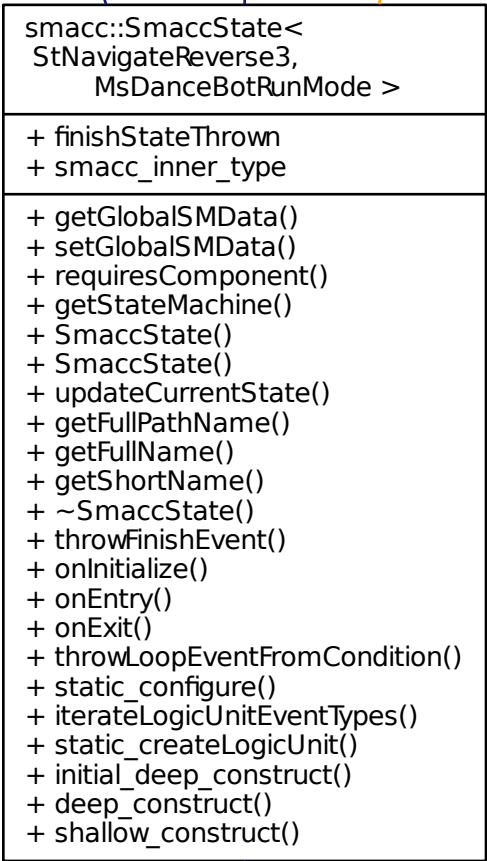 smacc::SmaccState<
StNavigateReverse3,
MsDanceBotRunMode >
+ finishStateThrown
+ smacc_inner_type
+ getGlobalSMData()
+ setGlobalSMData()
+ requiresComponent()
+ getStateMachine()
+ SmaccState()
+ SmaccState()
+ updateCurrentState()
+ getFullPathName()
+ getFullName()
+ getShortName()
+ ~SmaccState()
+ throwFinishEvent()
+ onInitialize()
+ onEntry()
+ onExit()
+ throwLoopEventFromCondition()
+ static_configure()
+ iterateLogicUnitEventTypes()
+ static_createLogicUnit()
+ initial_deep_construct()
+ deep_construct()
+ shallow_construct()